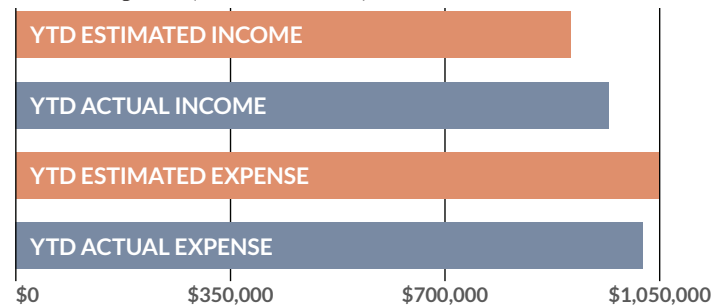 YTD ESTIMATED INCOME
YTD ACTUAL INCOME
YTD ESTIMATED EXPENSE
YTD ACTUAL EXPENSE
$0 $350,000 $700,000 $1,050,000